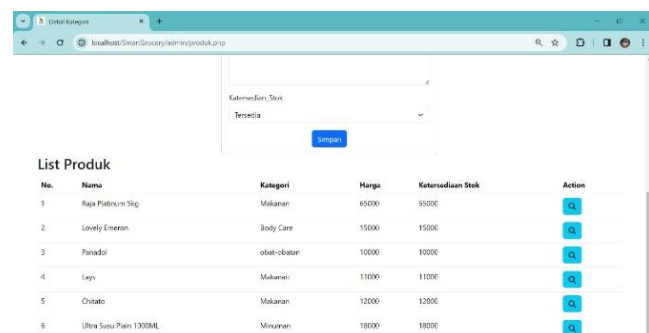 Detail Kategori
localhost/SmartGrocery/admin/produk.php
Katersedian_Stok
Tersedia
Simpan
List Produk
No. Nama Kategori Harga Ketersediaan Stok Action
1 Raja Platinum 5kg Makanan 65000 65000
2 Lovely Emeron Body Care 15000 15000
3 Panadol obat-obatan 10000 10000
4 Lays Makanan 11000 11000
5 Chitato Makanan 12000 12000
6 Ultra Susu Plain 1000ML Minuman 18000 18000